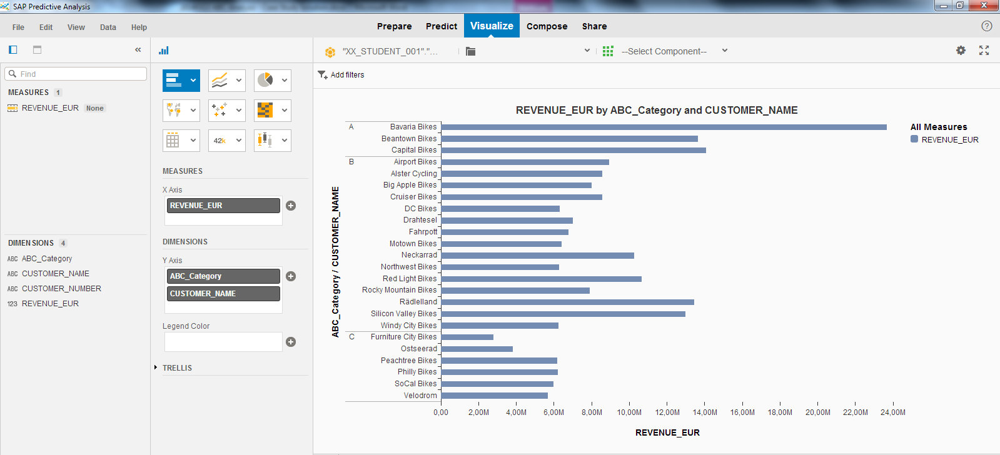 SAP Predictive Analysis
File Edit View Data Help
Prepare Predict Visualize Compose Share
?
«
"XX_STUDENT_001"."...
--Select Component--
Find
Add filters
MEASURES 1
REVENUE_EUR None
42k
MEASURES
X Axis
REVENUE_EUR
DIMENSIONS
Y Axis
ABC_Category
CUSTOMER_NAME
Legend Color
TRELLIS
DIMENSIONS 4
ABC ABC_Category
ABC CUSTOMER_NAME
ABC CUSTOMER_NUMBER
123 REVENUE_EUR
REVENUE_EUR by ABC_Category and CUSTOMER_NAME
All Measures
REVENUE_EUR
ABC_Category / CUSTOMER_NAME
A Bavaria Bikes
Beantown Bikes
Capital Bikes
B Airport Bikes
Alster Cycling
Big Apple Bikes
Cruiser Bikes
DC Bikes
Drahtesel
Fahrpott
Motown Bikes
Neckarrad
Northwest Bikes
Red Light Bikes
Rocky Mountain Bikes
Rädlelland
Silicon Valley Bikes
Windy City Bikes
C Furniture City Bikes
Ostseerad
Peachtree Bikes
Philly Bikes
SoCal Bikes
Velodrom
0,00 2,00M 4,00M 6,00M 8,00M 10,00M 12,00M 14,00M 16,00M 18,00M 20,00M 22,00M 24,00M
REVENUE_EUR